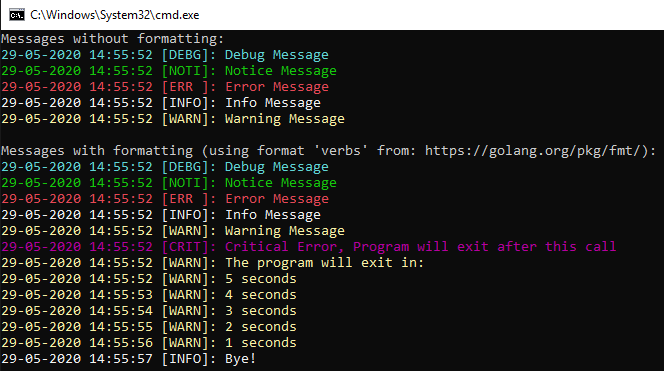 C:\Windows\System32\cmd.exe
Messages without formatting:
29-05-2020 14:55:52 [DEBG]: Debug Message
29-05-2020 14:55:52 [NOTI]: Notice Message
29-05-2020 14:55:52 [ERR ]: Error Message
29-05-2020 14:55:52 [INFO]: Info Message
29-05-2020 14:55:52 [WARN]: Warning Message
Messages with formatting (using format 'verbs' from: https://golang.org/pkg/fmt/):
29-05-2020 14:55:52 [DEBG]: Debug Message
29-05-2020 14:55:52 [NOTI]: Notice Message
29-05-2020 14:55:52 [ERR ]: Error Message
29-05-2020 14:55:52 [INFO]: Info Message
29-05-2020 14:55:52 [WARN]: Warning Message
29-05-2020 14:55:52 [CRIT]: Critical Error, Program will exit after this call
29-05-2020 14:55:52 [WARN]: The program will exit in:
29-05-2020 14:55:52 [WARN]: 5 seconds
29-05-2020 14:55:53 [WARN]: 4 seconds
29-05-2020 14:55:54 [WARN]: 3 seconds
29-05-2020 14:55:55 [WARN]: 2 seconds
29-05-2020 14:55:56 [WARN]: 1 seconds
29-05-2020 14:55:57 [INFO]: Bye!